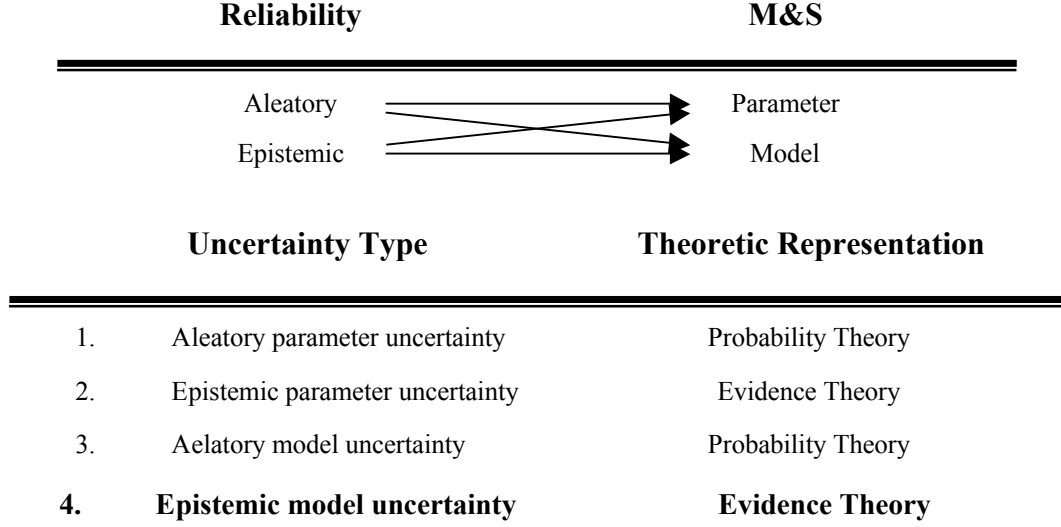 Reliability M&S
Aleatory Parameter
Epistemic Model
Uncertainty Type Theoretic Representation
1. Aleatory parameter uncertainty Probability Theory
2. Epistemic parameter uncertainty Evidence Theory
3. Aelatory model uncertainty Probability Theory
4. Epistemic model uncertainty Evidence Theory